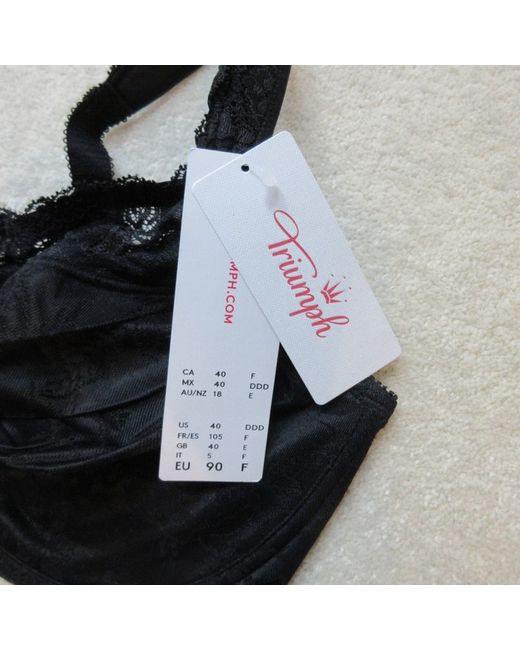 Triumph
MPH.COM
CA 40 F
MX 40 DDD
AU/NZ 18 E
US 40 DDD
FR/ES 105 F
GB 40 E
IT 5 F
EU 90 F